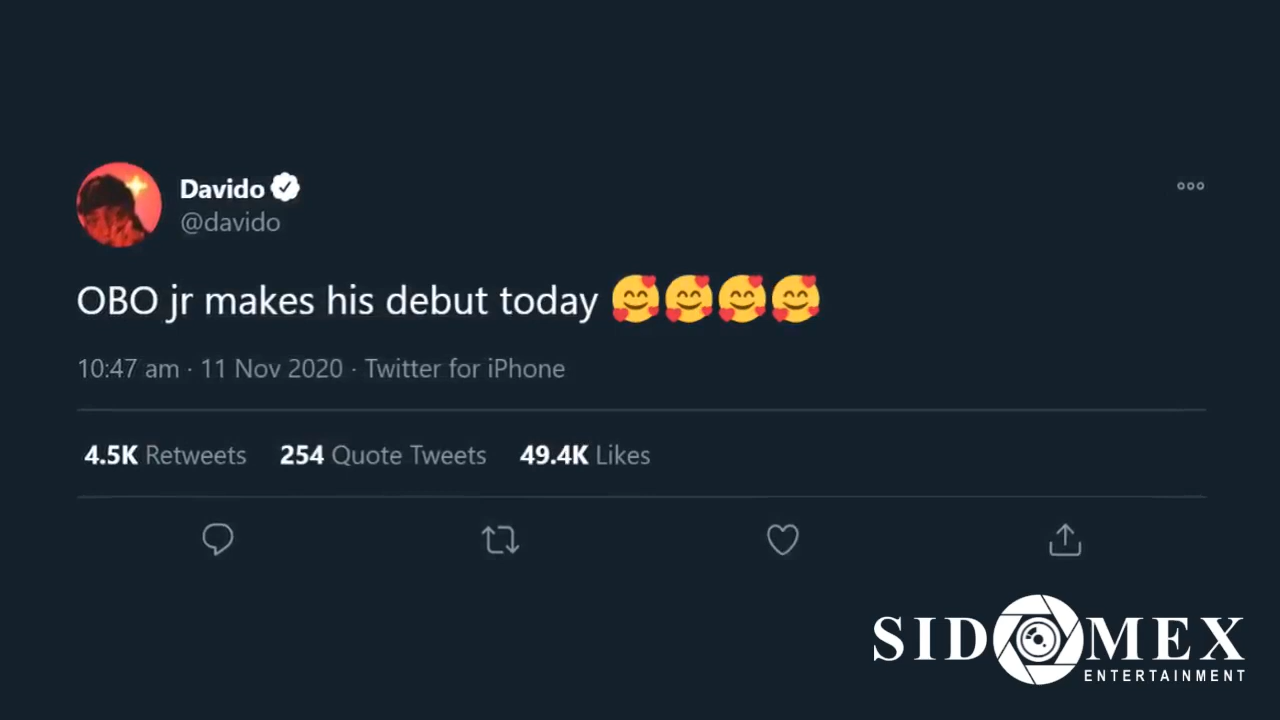 Davido
@davido
OBO jr makes his debut today 🥰🥰🥰🥰
10:47 am · 11 Nov 2020 · Twitter for iPhone
4.5K Retweets 254 Quote Tweets 49.4K Likes
SIDOMEX
ENTERTAINMENT